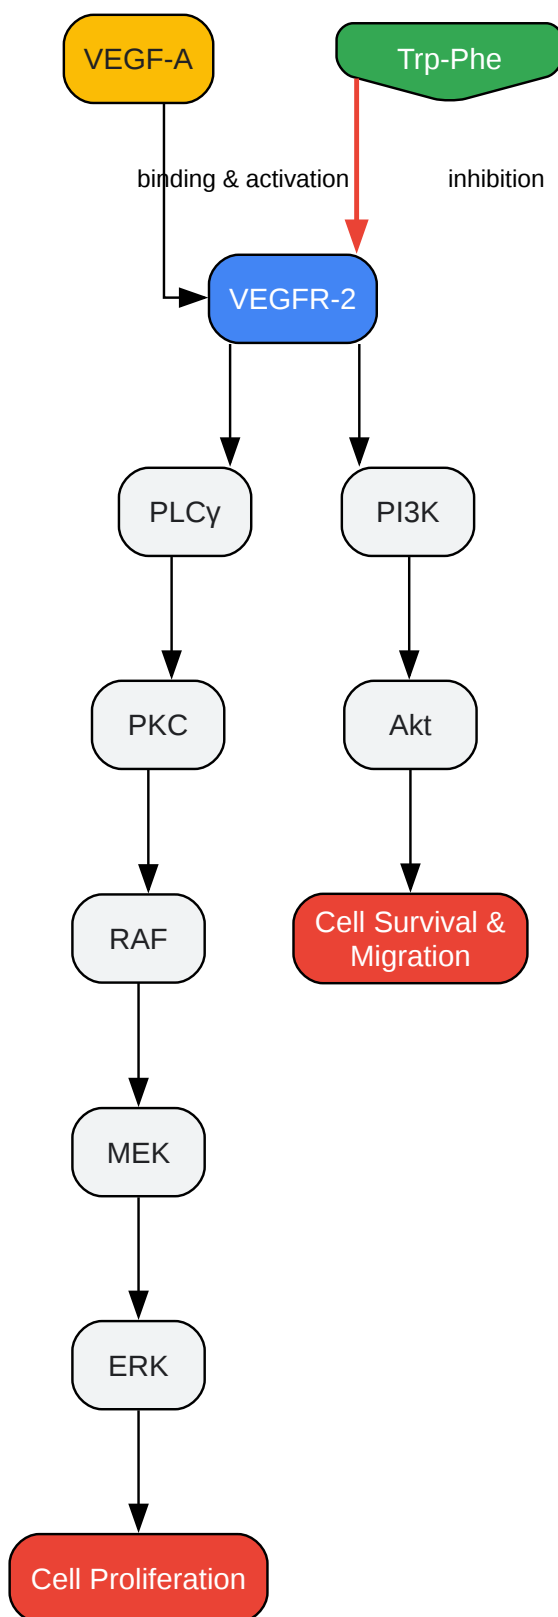 VEGF-A
Trp-Phe
binding & activation
inhibition
VEGFR-2
PLCγ
PI3K
PKC
Akt
RAF
Cell Survival &
Migration
MEK
ERK
Cell Proliferation